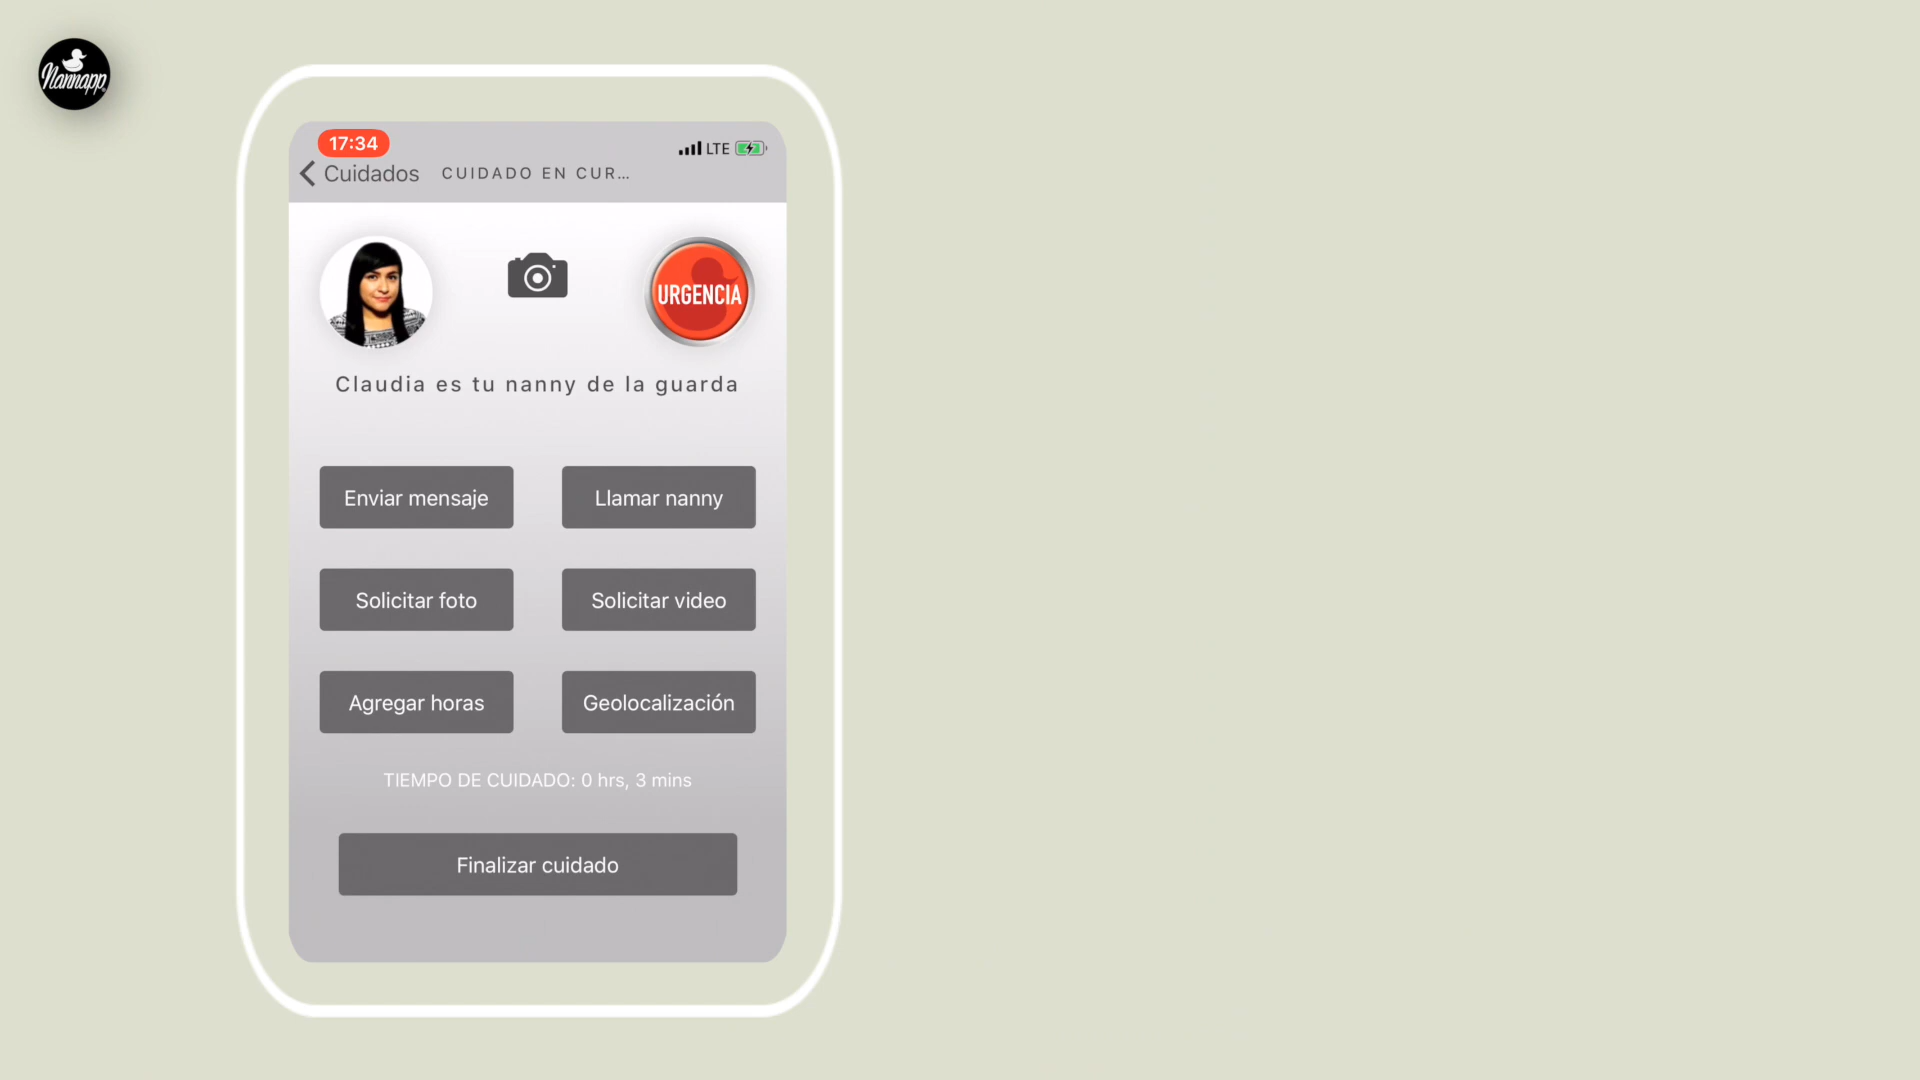 Nannapp
17:34
LTE
Cuidados
CUIDADO EN CUR...
URGENCIA
Claudia es tu nanny de la guarda
Enviar mensaje
Llamar nanny
Solicitar foto
Solicitar video
Agregar horas
Geolocalización
TIEMPO DE CUIDADO: 0 hrs, 3 mins
Finalizar cuidado